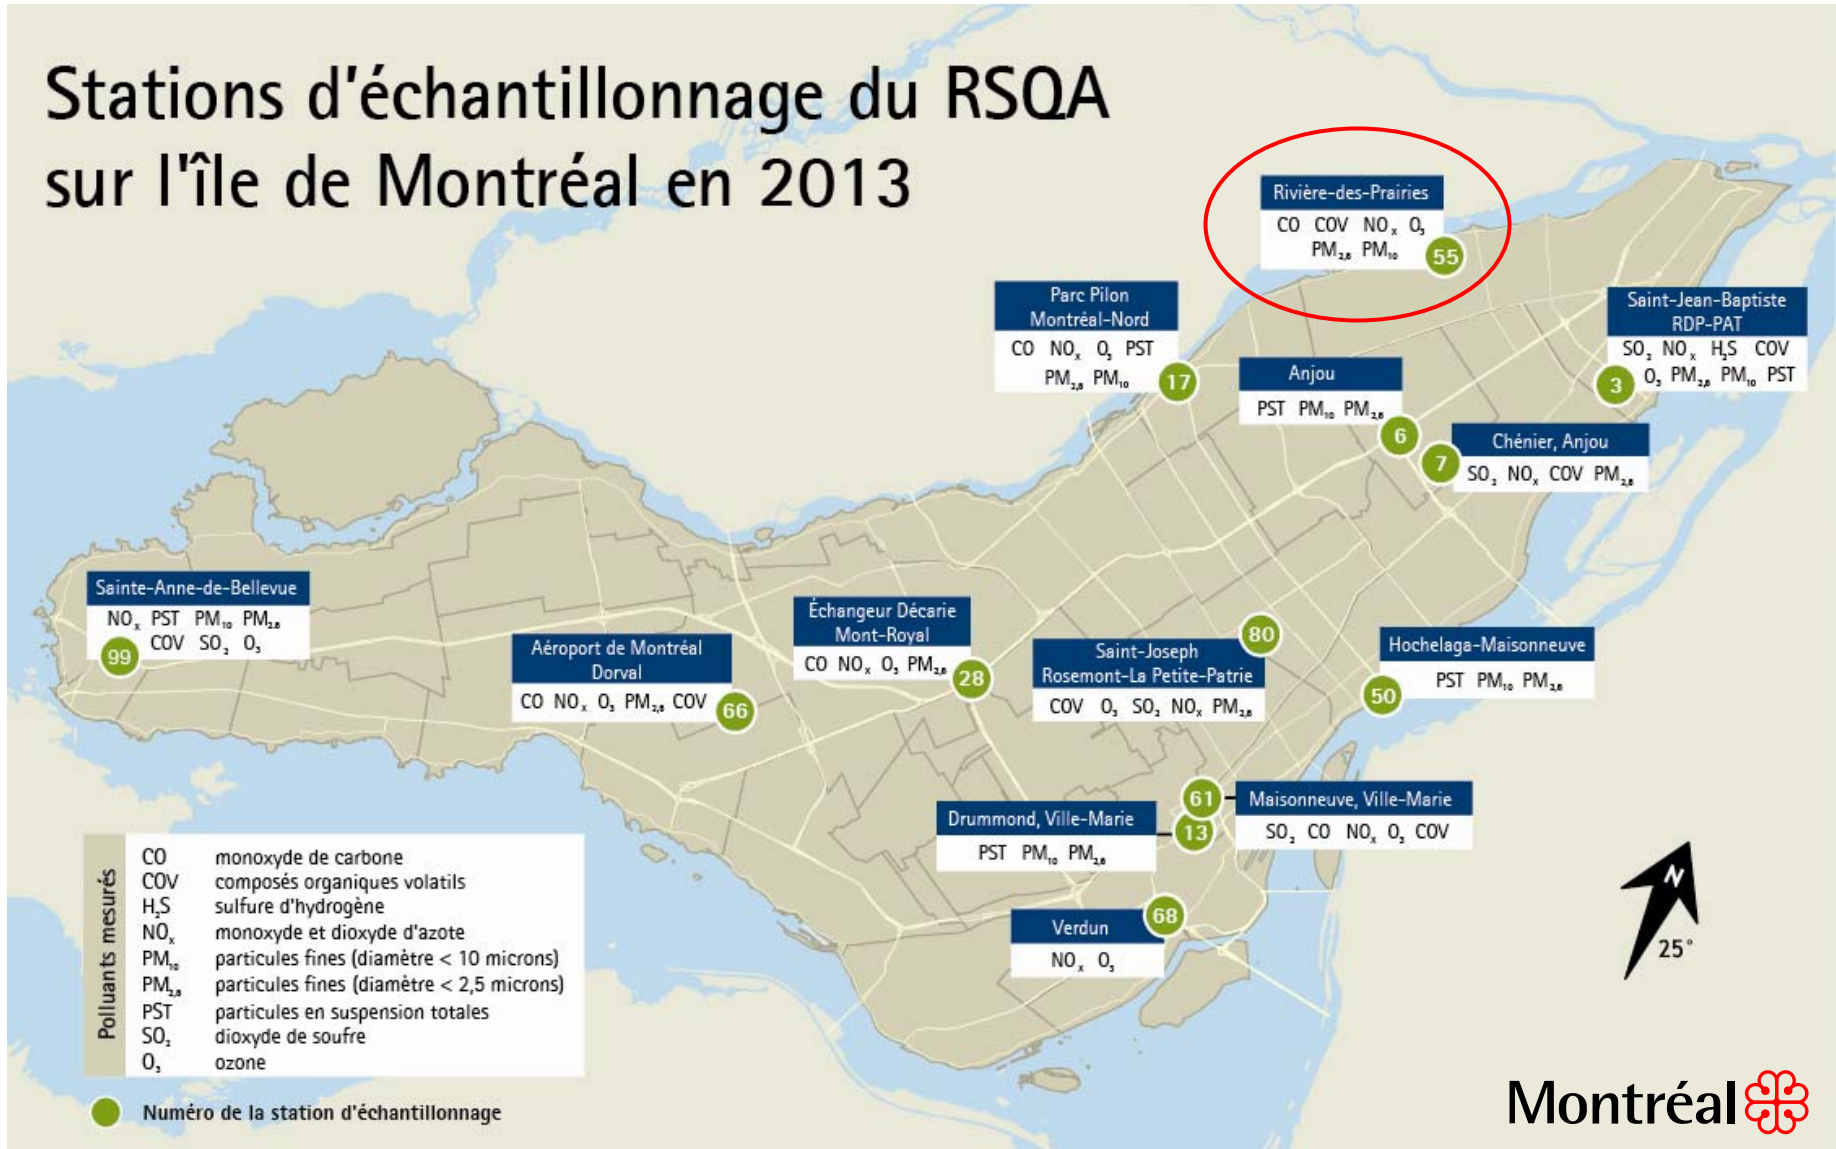 Stations d'échantillonnage du RSQA
sur l'île de Montréal en 2013
Rivière-des-Prairies
CO COV NOₓ O₃
PM₂,₅ PM₁₀
55
Parc Pilon
Montréal-Nord
CO NOₓ O₃ PST
PM₂,₅ PM₁₀
17
Saint-Jean-Baptiste
RDP-PAT
SO₂ NOₓ H₂S COV
O₃ PM₂,₅ PM₁₀ PST
3
Anjou
PST PM₁₀ PM₂,₅
6
Chénier, Anjou
SO₂ NOₓ COV PM₂,₅
7
Sainte-Anne-de-Bellevue
NOₓ PST PM₁₀ PM₂,₅
COV SO₂ O₃
99
Aéroport de Montréal
Dorval
CO NOₓ O₃ PM₂,₅ COV
66
Échangeur Décarie
Mont-Royal
CO NOₓ O₃ PM₂,₅
28
80
Saint-Joseph
Rosemont-La Petite-Patrie
COV O₃ SO₂ NOₓ PM₂,₅
Hochelaga-Maisonneuve
PST PM₁₀ PM₂,₅
50
61
Maisonneuve, Ville-Marie
SO₂ CO NOₓ O₃ COV
Drummond, Ville-Marie
PST PM₁₀ PM₂,₅
13
68
Verdun
NOₓ O₃
Polluants mesurés
CO monoxyde de carbone
COV composés organiques volatils
H₂S sulfure d'hydrogène
NOₓ monoxyde et dioxyde d'azote
PM₁₀ particules fines (diamètre < 10 microns)
PM₂,₅ particules fines (diamètre < 2,5 microns)
PST particules en suspension totales
SO₂ dioxyde de soufre
O₃ ozone
Numéro de la station d'échantillonnage
N
25°
Montréal